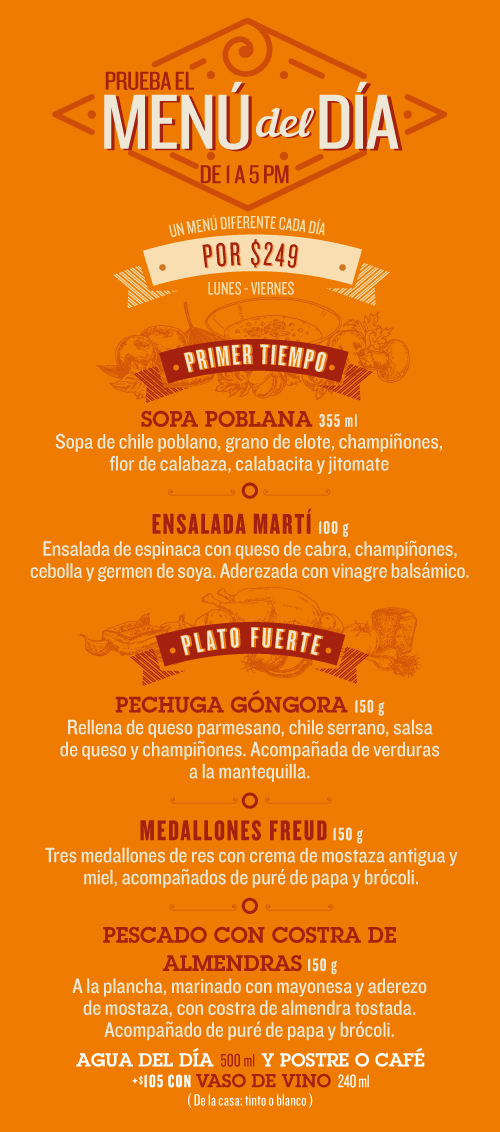 PRUEBA EL
MENÚ del DÍA
DE 1 A 5 PM
UN MENÚ DIFERENTE CADA DÍA
POR $249
LUNES - VIERNES
PRIMER TIEMPO
SOPA POBLANA 355 ml
Sopa de chile poblano, grano de elote, champiñones,
flor de calabaza, calabacita y jitomate
ENSALADA MARTÍ 100 g
Ensalada de espinaca con queso de cabra, champiñones,
cebolla y germen de soya. Aderezada con vinagre balsámico.
PLATO FUERTE
PECHUGA GÓNGORA 150 g
Rellena de queso parmesano, chile serrano, salsa
de queso y champiñones. Acompañada de verduras
a la mantequilla.
MEDALLONES FREUD 150 g
Tres medallones de res con crema de mostaza antigua y
miel, acompañados de puré de papa y brócoli.
PESCADO CON COSTRA DE
ALMENDRAS 150 g
A la plancha, marinado con mayonesa y aderezo
de mostaza, con costra de almendra tostada.
Acompañado de puré de papa y brócoli.
AGUA DEL DÍA 500 ml Y POSTRE O CAFÉ
+$105 CON VASO DE VINO 240 ml
( De la casa: tinto o blanco )